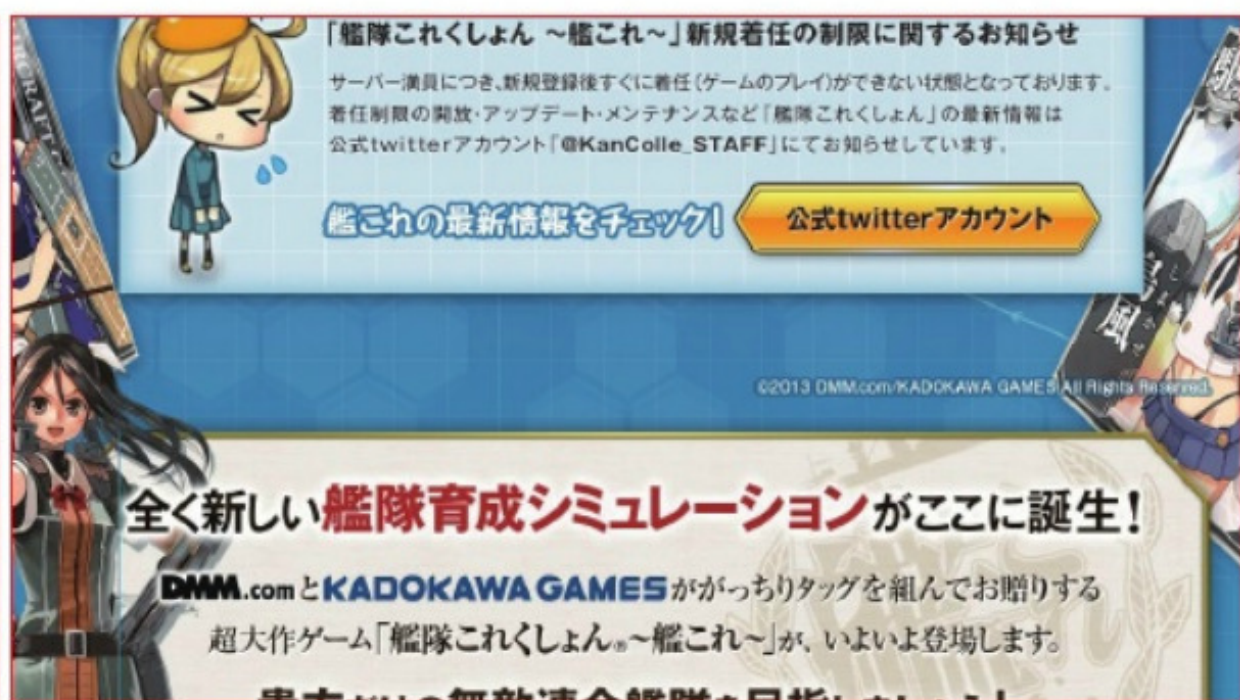 「艦隊これくしょん ～艦これ～」新規着任の制限に関するお知らせ
サーバー満員につき、新規登録後すぐに着任（ゲームのプレイ）ができない状態となっております。
着任制限の開放・アップデート・メンテナンスなど「艦隊これくしょん」の最新情報は
公式twitterアカウント「@KanColle_STAFF」にてお知らせしています。
艦これの最新情報をチェック！
公式twitterアカウント
島風
©2013 DMM.com/KADOKAWA GAMES All Rights Reserved.
全く新しい艦隊育成シミュレーションがここに誕生！
DMM.comとKADOKAWA GAMESががっちりタッグを組んでお贈りする
超大作ゲーム「艦隊これくしょん®～艦これ～」が、いよいよ登場します。